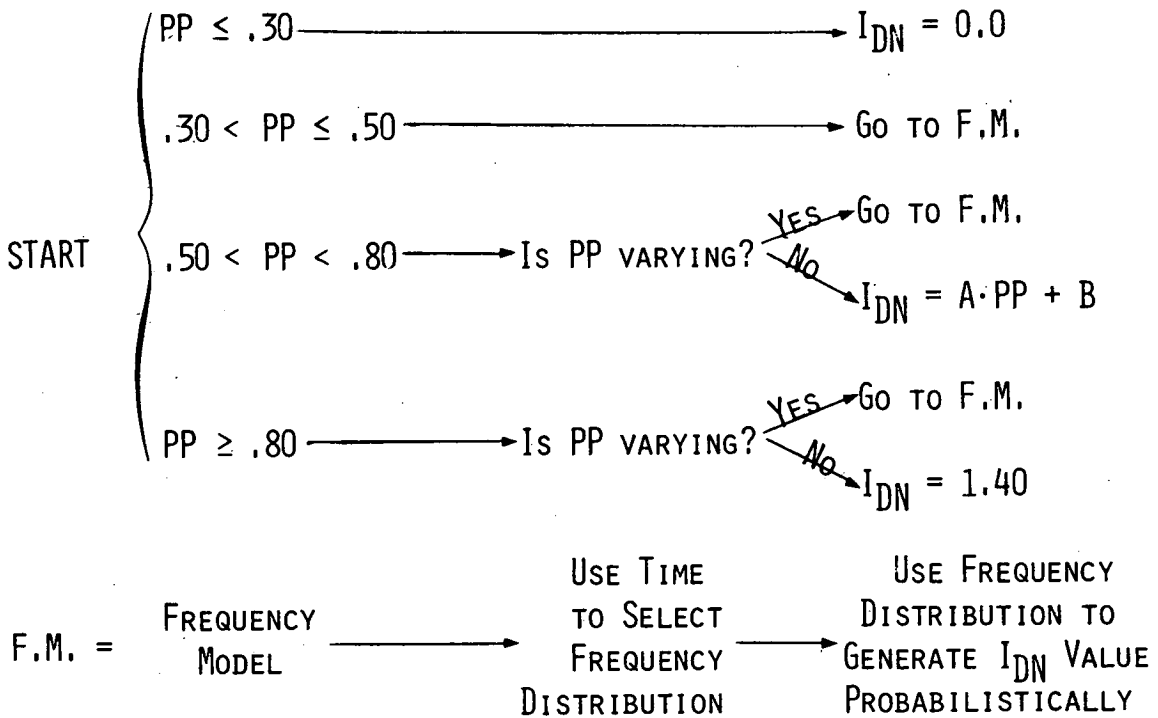 PP ≤ .30 I_DN = 0.0
.30 < PP ≤ .50 GO TO F.M.
YES GO TO F.M.
START .50 < PP < .80 IS PP VARYING?
NO I_DN = A·PP + B
YES GO TO F.M.
PP ≥ .80 IS PP VARYING?
NO I_DN = 1.40
F.M. = FREQUENCY
MODEL
USE TIME
TO SELECT
FREQUENCY
DISTRIBUTION
USE FREQUENCY
DISTRIBUTION TO
GENERATE I_DN VALUE
PROBABILISTICALLY